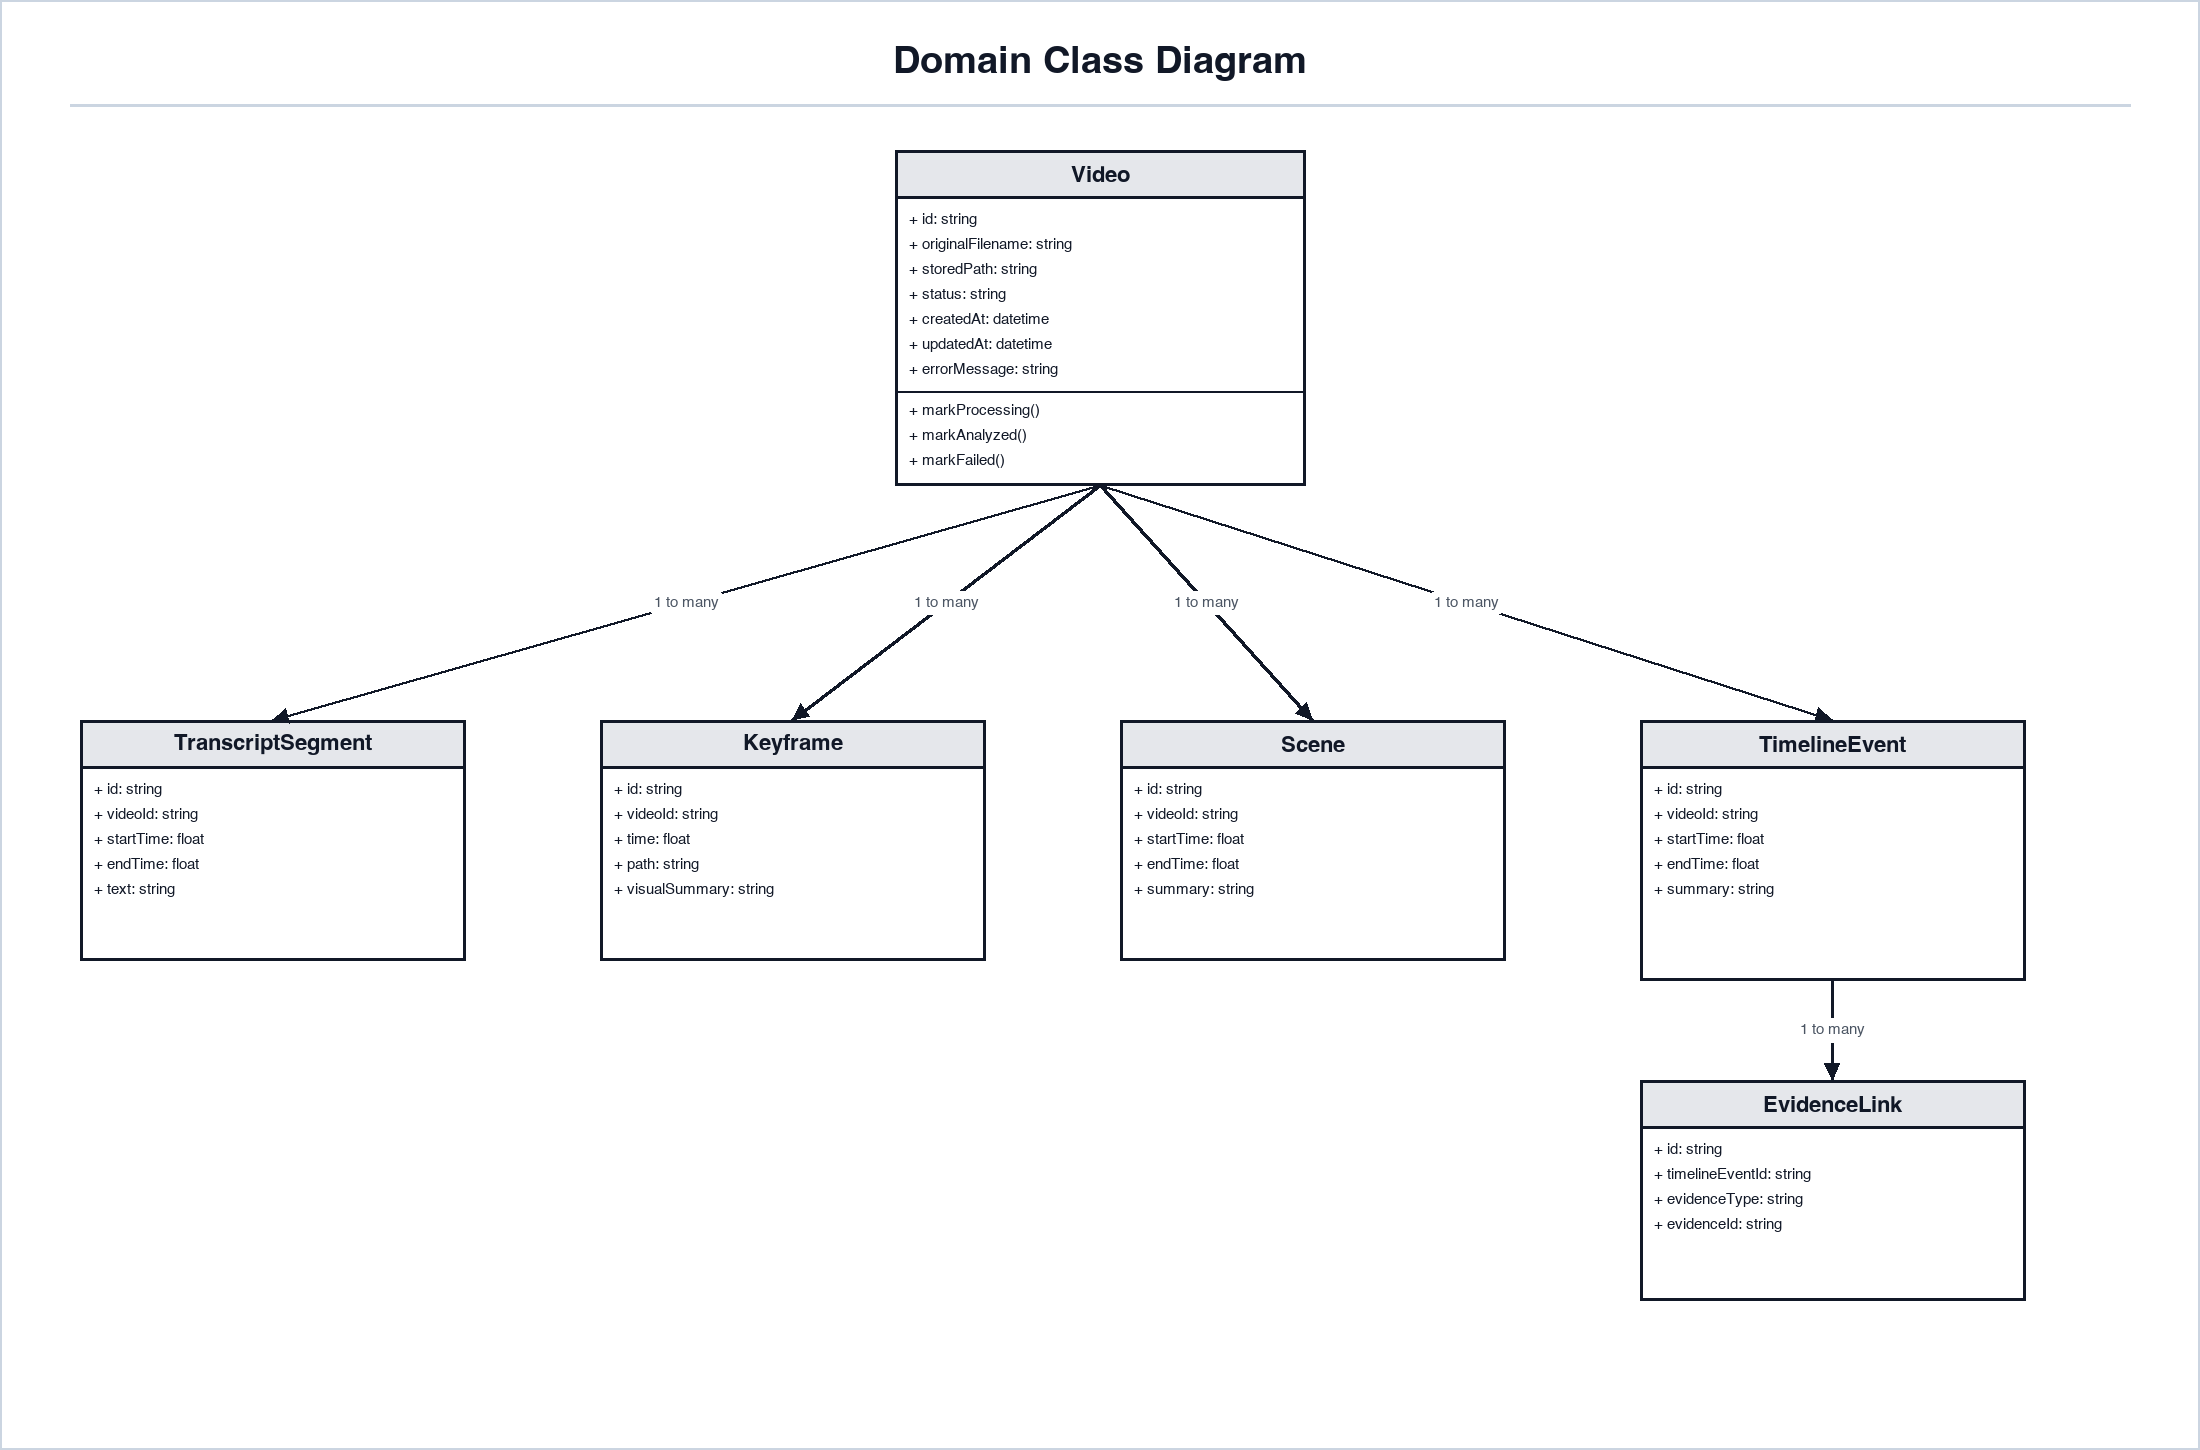 Domain Class Diagram
Video
+ id: string
+ originalFilename: string
+ storedPath: string
+ status: string
+ createdAt: datetime
+ updatedAt: datetime
+ errorMessage: string
+ markProcessing()
+ markAnalyzed()
+ markFailed()
1 to many
1 to many
1 to many
1 to many
TranscriptSegment
+ id: string
+ videoId: string
+ startTime: float
+ endTime: float
+ text: string
Keyframe
+ id: string
+ videoId: string
+ time: float
+ path: string
+ visualSummary: string
Scene
+ id: string
+ videoId: string
+ startTime: float
+ endTime: float
+ summary: string
TimelineEvent
+ id: string
+ videoId: string
+ startTime: float
+ endTime: float
+ summary: string
1 to many
EvidenceLink
+ id: string
+ timelineEventId: string
+ evidenceType: string
+ evidenceId: string